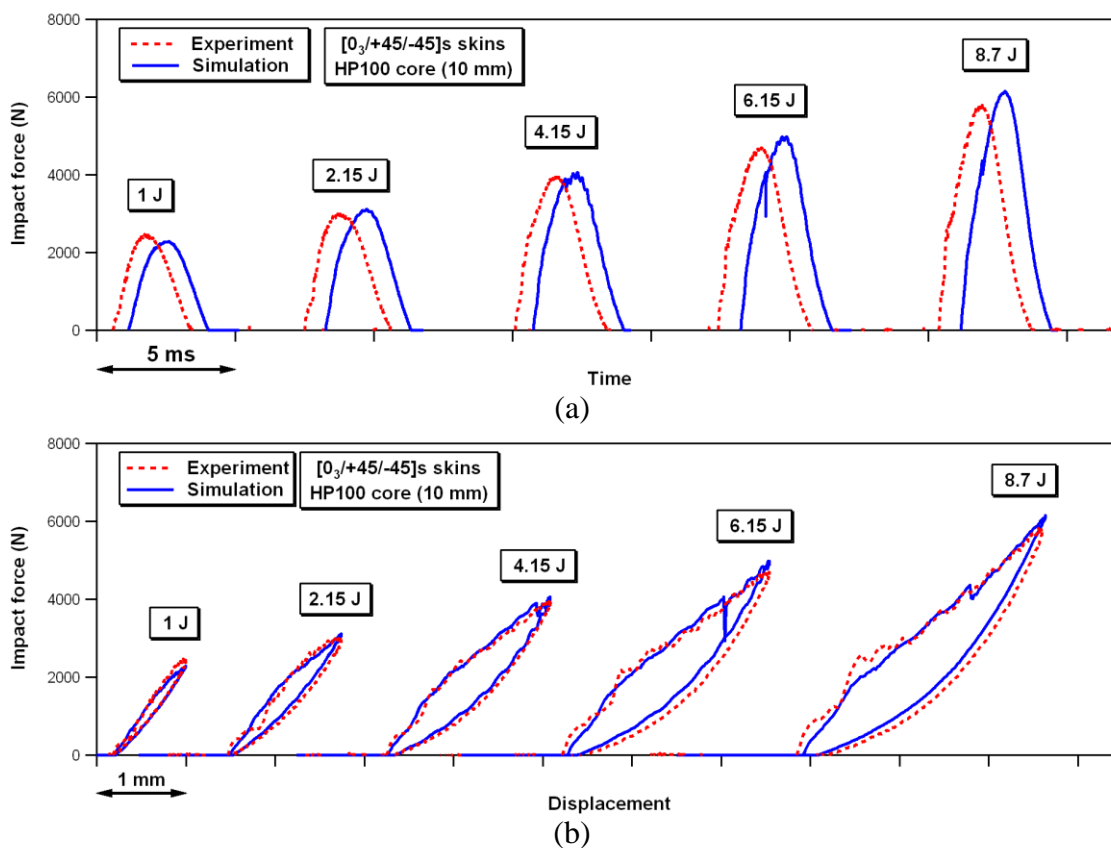 8000
Experiment
Simulation
[0₃/+45/-45]s skins
HP100 core (10 mm)
8.7 J
6.15 J
4.15 J
2.15 J
1 J
6000
4000
2000
0
Impact force (N)
5 ms
Time
(a)
8000
Experiment
Simulation
[0₃/+45/-45]s skins
HP100 core (10 mm)
8.7 J
6.15 J
4.15 J
2.15 J
1 J
6000
4000
2000
0
Impact force (N)
1 mm
Displacement
(b)